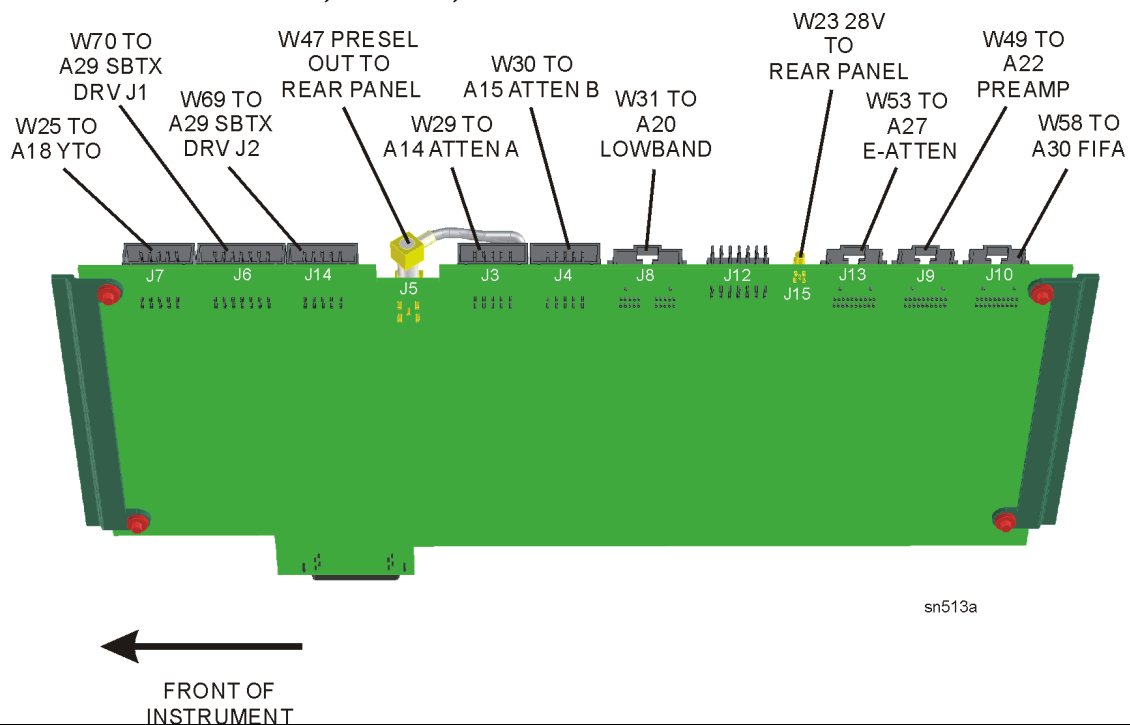 W70 TO
A29 SBTX
DRV J1
W47 PRESEL
OUT TO
REAR PANEL
W23 28V
TO
REAR PANEL
W49 TO
A22
PREAMP
W25 TO
A18 YTO
W69 TO
A29 SBTX
DRV J2
W29 TO
A14 ATTEN A
W30 TO
A15 ATTEN B
W31 TO
A20
LOWBAND
W53 TO
A27
E-ATTEN
W58 TO
A30 FIFA
J7
J6
J14
J5
J3
J4
J8
J12
J15
J13
J9
J10
sn513a
FRONT OF
INSTRUMENT